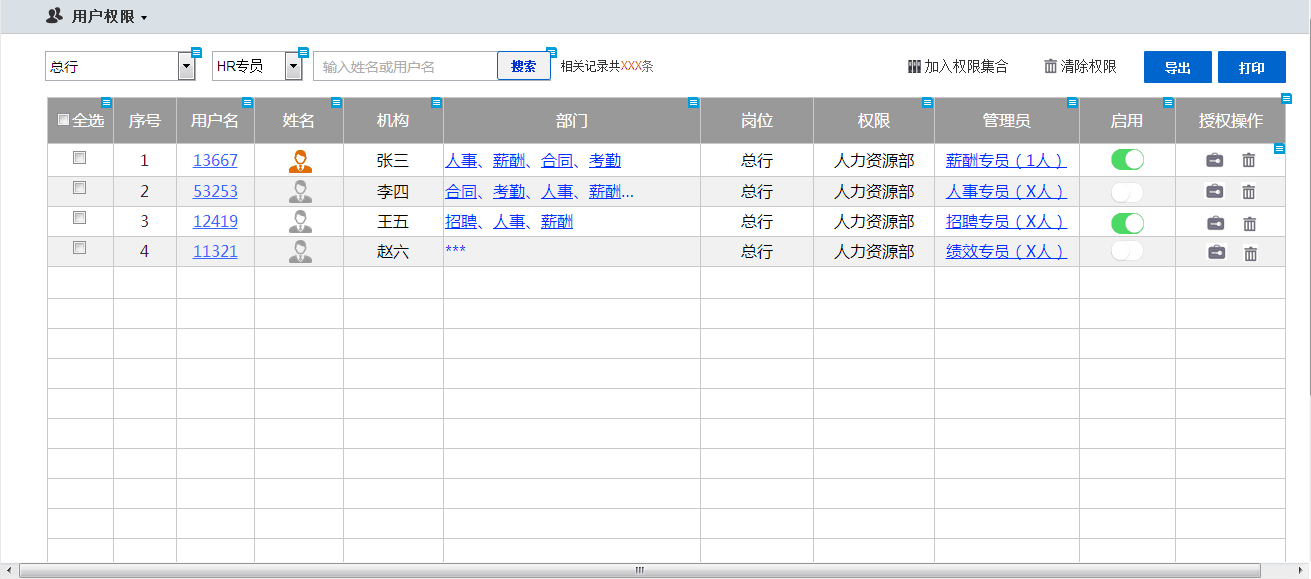 用户权限
总行 HR专员 输入姓名或用户名 搜索 相关记录共XXX条 加入权限集合 清除权限 导出 打印
全选 序号 用户名 姓名 机构 部门 岗位 权限 管理员 启用 授权操作
1 13667 张三 人事、薪酬、合同、考勤 总行 人力资源部 薪酬专员（1人）
2 53253 李四 合同、考勤、人事、薪酬... 总行 人力资源部 人事专员（X人）
3 12419 王五 招聘、人事、薪酬 总行 人力资源部 招聘专员（X人）
4 11321 赵六 *** 总行 人力资源部 绩效专员（X人）